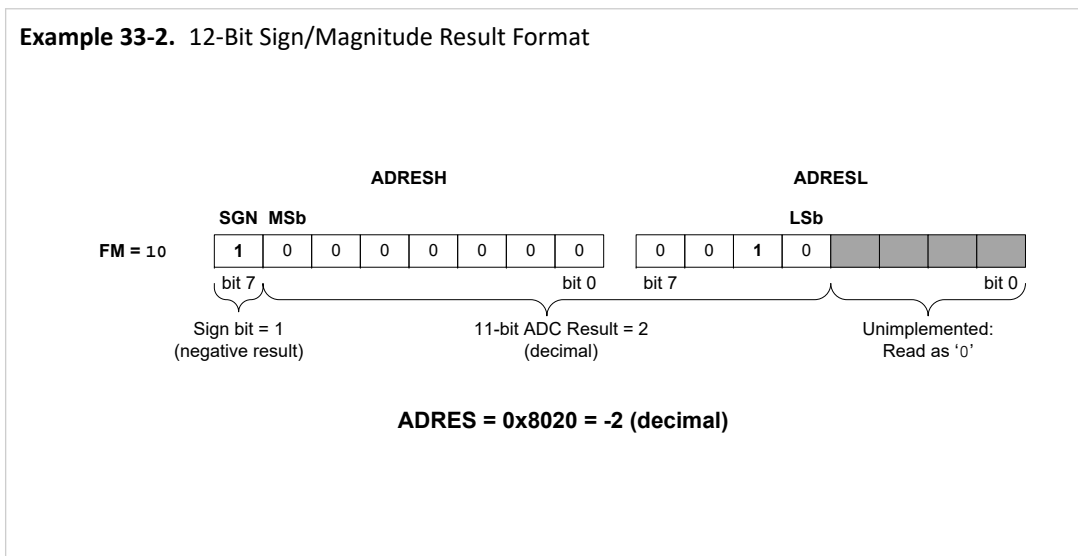 Example 33-2. 12-Bit Sign/Magnitude Result Format
ADRESH ADRESL
SGN MSb LSb
FM = 10 1 0 0 0 0 0 0 0 0 0 1 0
bit 7 bit 0 bit 7 bit 0
Sign bit = 1 11-bit ADC Result = 2 Unimplemented:
(negative result) (decimal) Read as ‘0’
ADRES = 0x8020 = -2 (decimal)